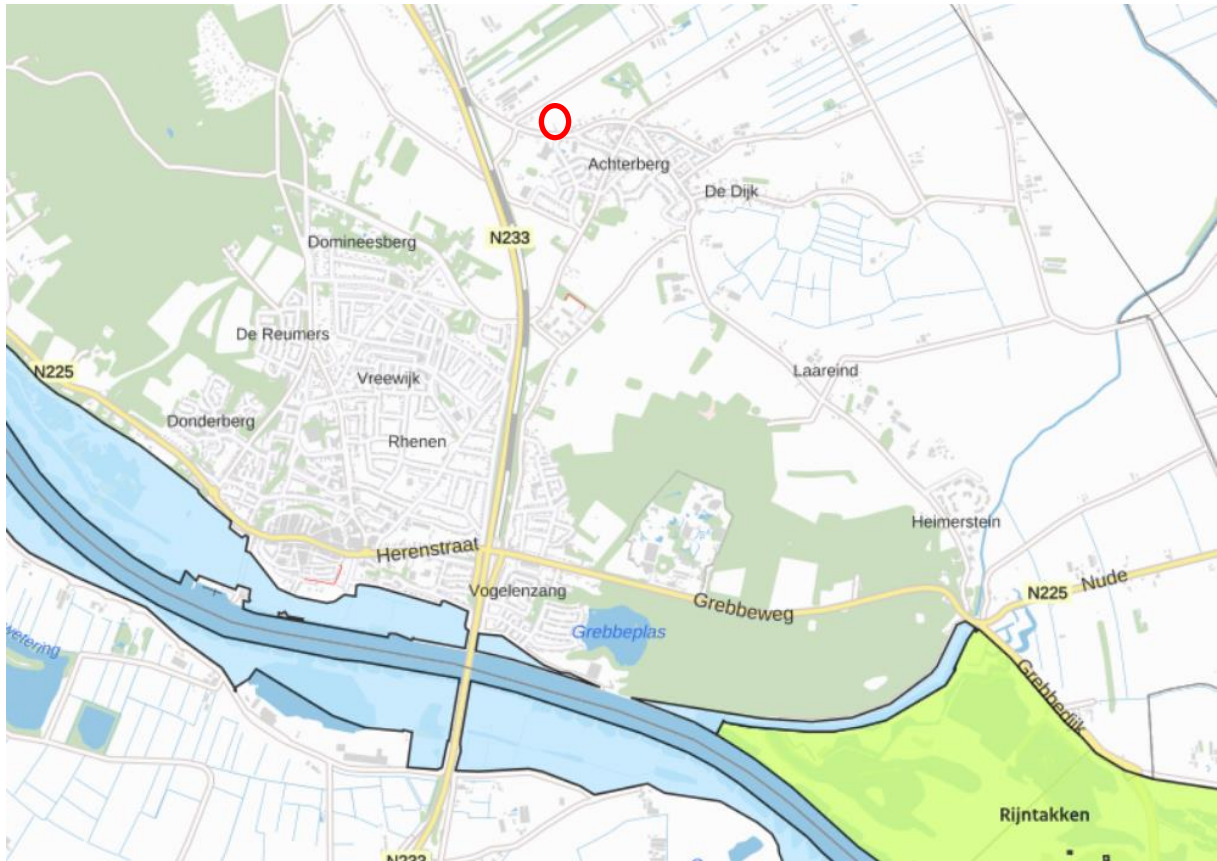 Achterberg
De Dijk
N233
Domineesberg
De Reumers
N225
Vreewijk
Laareind
Donderberg
Rhenen
Heimerstein
Herenstraat
Nude
N225
Vogelenzang
Grebbeweg
Grebbeplas
wetering
Grebbedijk
Rijntakken
N233